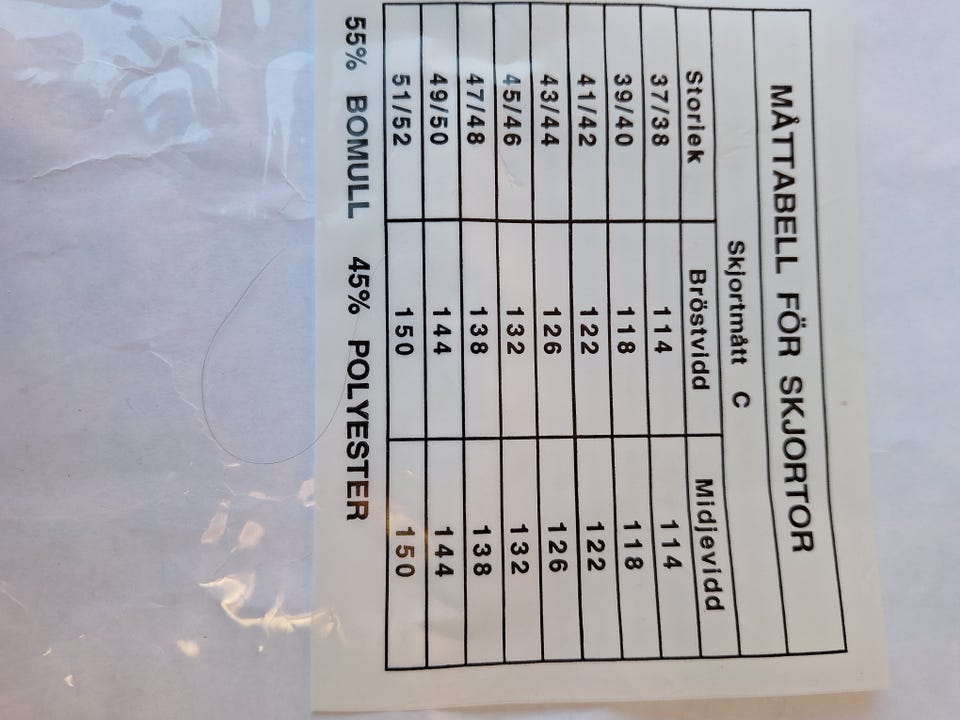 MÅTTABELL FÖR SKJORTOR
Skjortmått C
Storlek Bröstvidd Midjevidd
37/38 114 114
39/40 118 118
41/42 122 122
43/44 126 126
45/46 132 132
47/48 138 138
49/50 144 144
51/52 150 150
55% BOMULL 45% POLYESTER